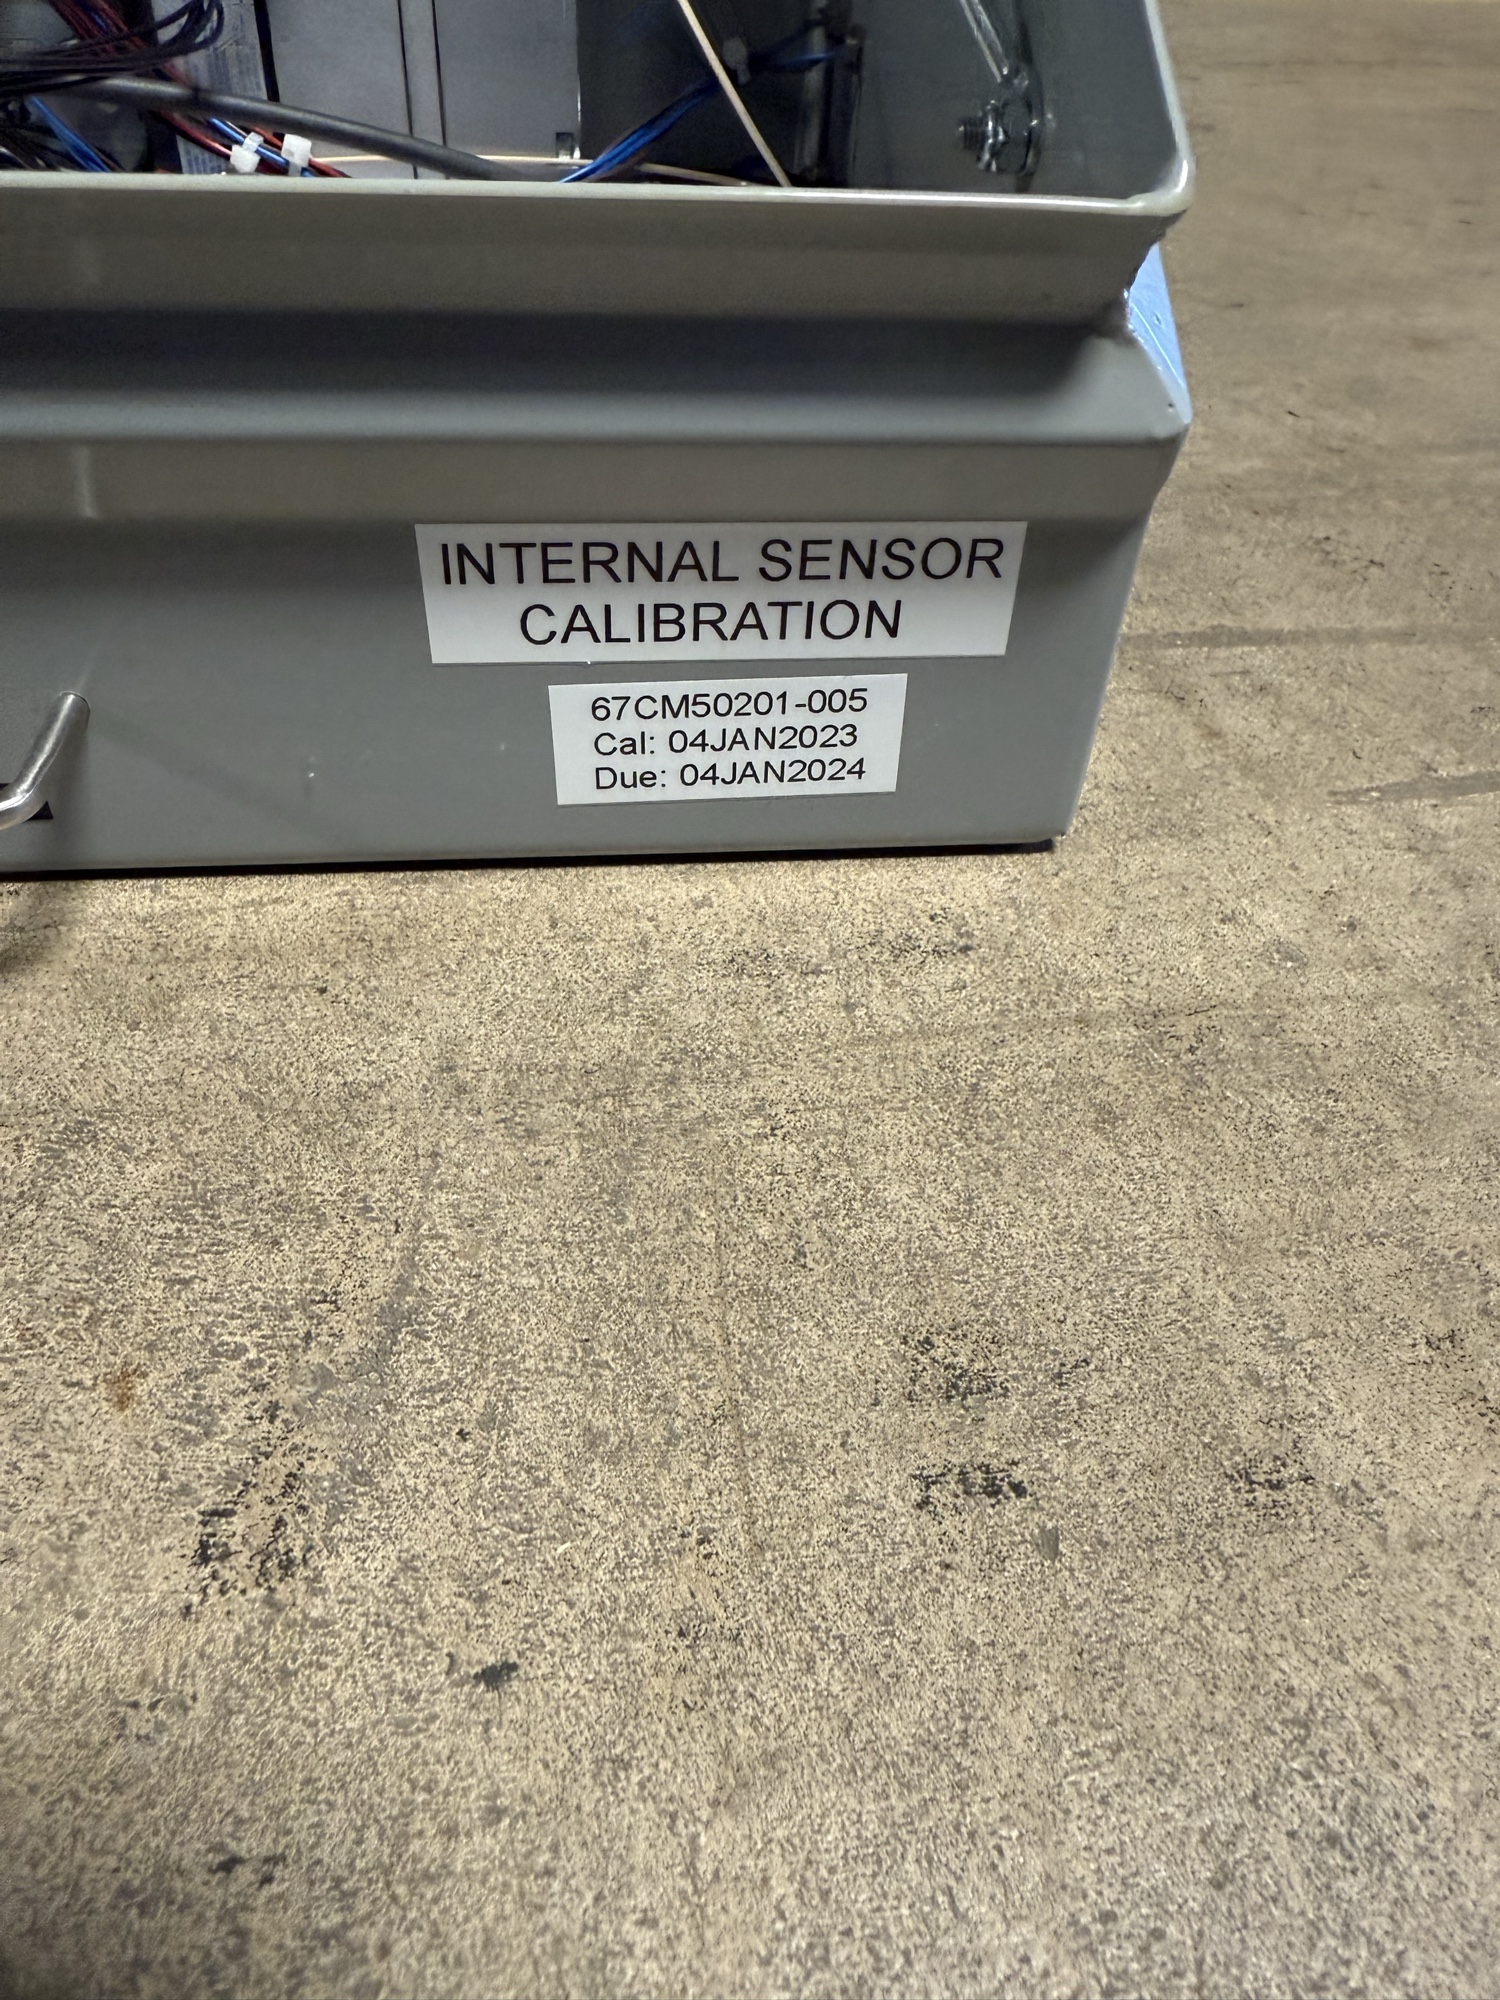 INTERNAL SENSOR
CALIBRATION
67CM50201-005
Cal: 04JAN2023
Due: 04JAN2024